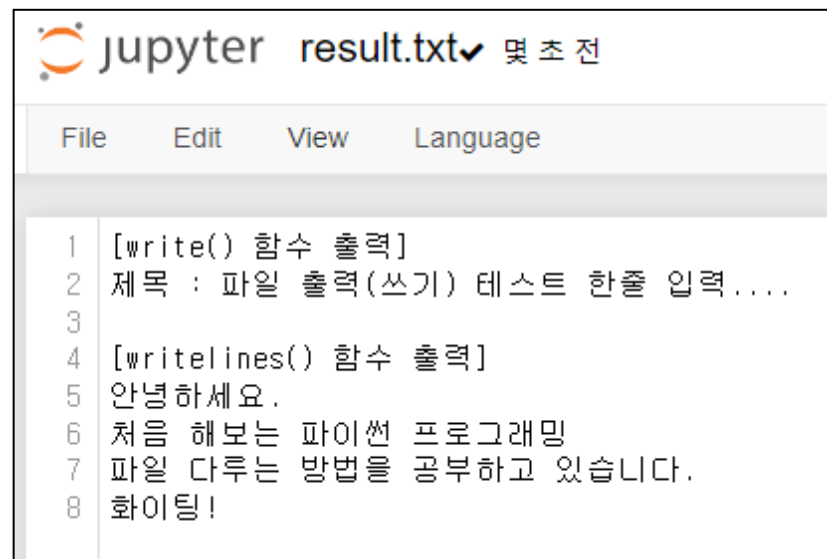 jupyter result.txt✔ 몇 초 전
File Edit View Language
1 [write() 함수 출력]
2 제목 : 파일 출력(쓰기) 테스트 한줄 입력....
3
4 [writelines() 함수 출력]
5 안녕하세요.
6 처음 해보는 파이썬 프로그래밍
7 파일 다루는 방법을 공부하고 있습니다.
8 화이팅!